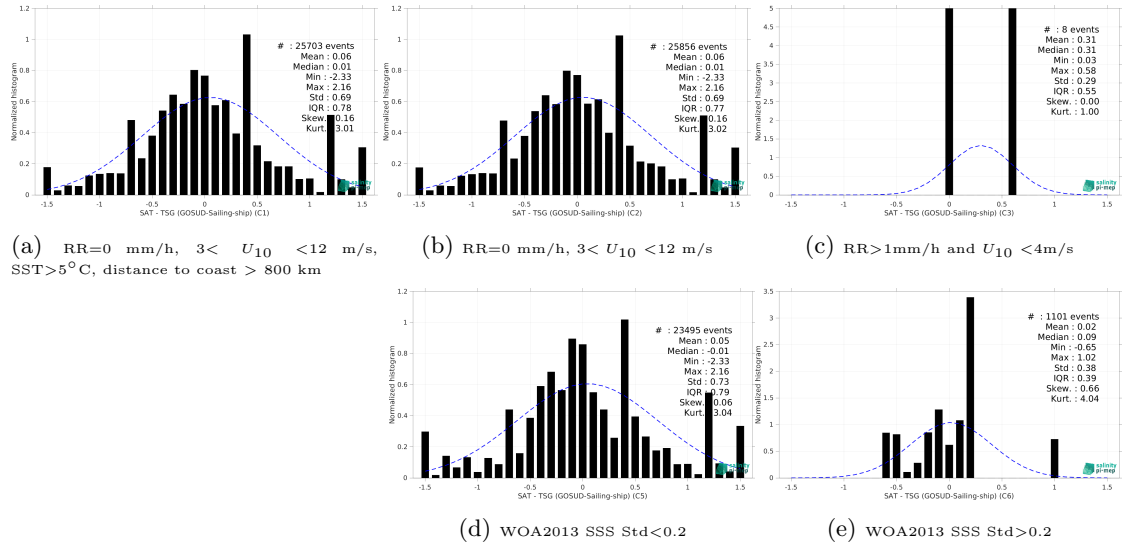 1.2
1
0.8
0.6
0.4
0.2
0
Normalized histogram
# : 25703 events
Mean : 0.06
Median : 0.01
Min : -2.33
Max : 2.16
Std : 0.69
IQR : 0.78
Skew. : 0.16
Kurt. : 3.01
salinity
pi-mep
-1.5 -1 -0.5 0 0.5 1 1.5
SAT - TSG (GOSUD-Sailing-ship) (C1)
(a) RR=0 mm/h, 3< U10 <12 m/s,
SST>5°C, distance to coast > 800 km
1.2
1
0.8
0.6
0.4
0.2
0
Normalized histogram
# : 25856 events
Mean : 0.06
Median : 0.01
Min : -2.33
Max : 2.16
Std : 0.69
IQR : 0.77
Skew. : 0.16
Kurt. : 3.02
salinity
pi-mep
-1.5 -1 -0.5 0 0.5 1 1.5
SAT - TSG (GOSUD-Sailing-ship) (C2)
(b) RR=0 mm/h, 3< U10 <12 m/s
5
4.5
4
3.5
3
2.5
2
1.5
1
0.5
0
Normalized histogram
# : 8 events
Mean : 0.31
Median : 0.31
Min : 0.03
Max : 0.58
Std : 0.29
IQR : 0.55
Skew. : 0.00
Kurt. : 1.00
salinity
pi-mep
-1.5 -1 -0.5 0 0.5 1 1.5
SAT - TSG (GOSUD-Sailing-ship) (C3)
(c) RR>1mm/h and U10 <4m/s
1.2
1
0.8
0.6
0.4
0.2
0
Normalized histogram
# : 23495 events
Mean : 0.05
Median : -0.01
Min : -2.33
Max : 2.16
Std : 0.73
IQR : 0.79
Skew. : 0.06
Kurt. : 3.04
salinity
pi-mep
-1.5 -1 -0.5 0 0.5 1 1.5
SAT - TSG (GOSUD-Sailing-ship) (C5)
(d) WOA2013 SSS Std<0.2
3.5
3
2.5
2
1.5
1
0.5
0
Normalized histogram
# : 1101 events
Mean : 0.02
Median : 0.09
Min : -0.65
Max : 1.02
Std : 0.38
IQR : 0.39
Skew. : 0.66
Kurt. : 4.04
salinity
pi-mep
-1.5 -1 -0.5 0 0.5 1 1.5
SAT - TSG (GOSUD-Sailing-ship) (C6)
(e) WOA2013 SSS Std>0.2